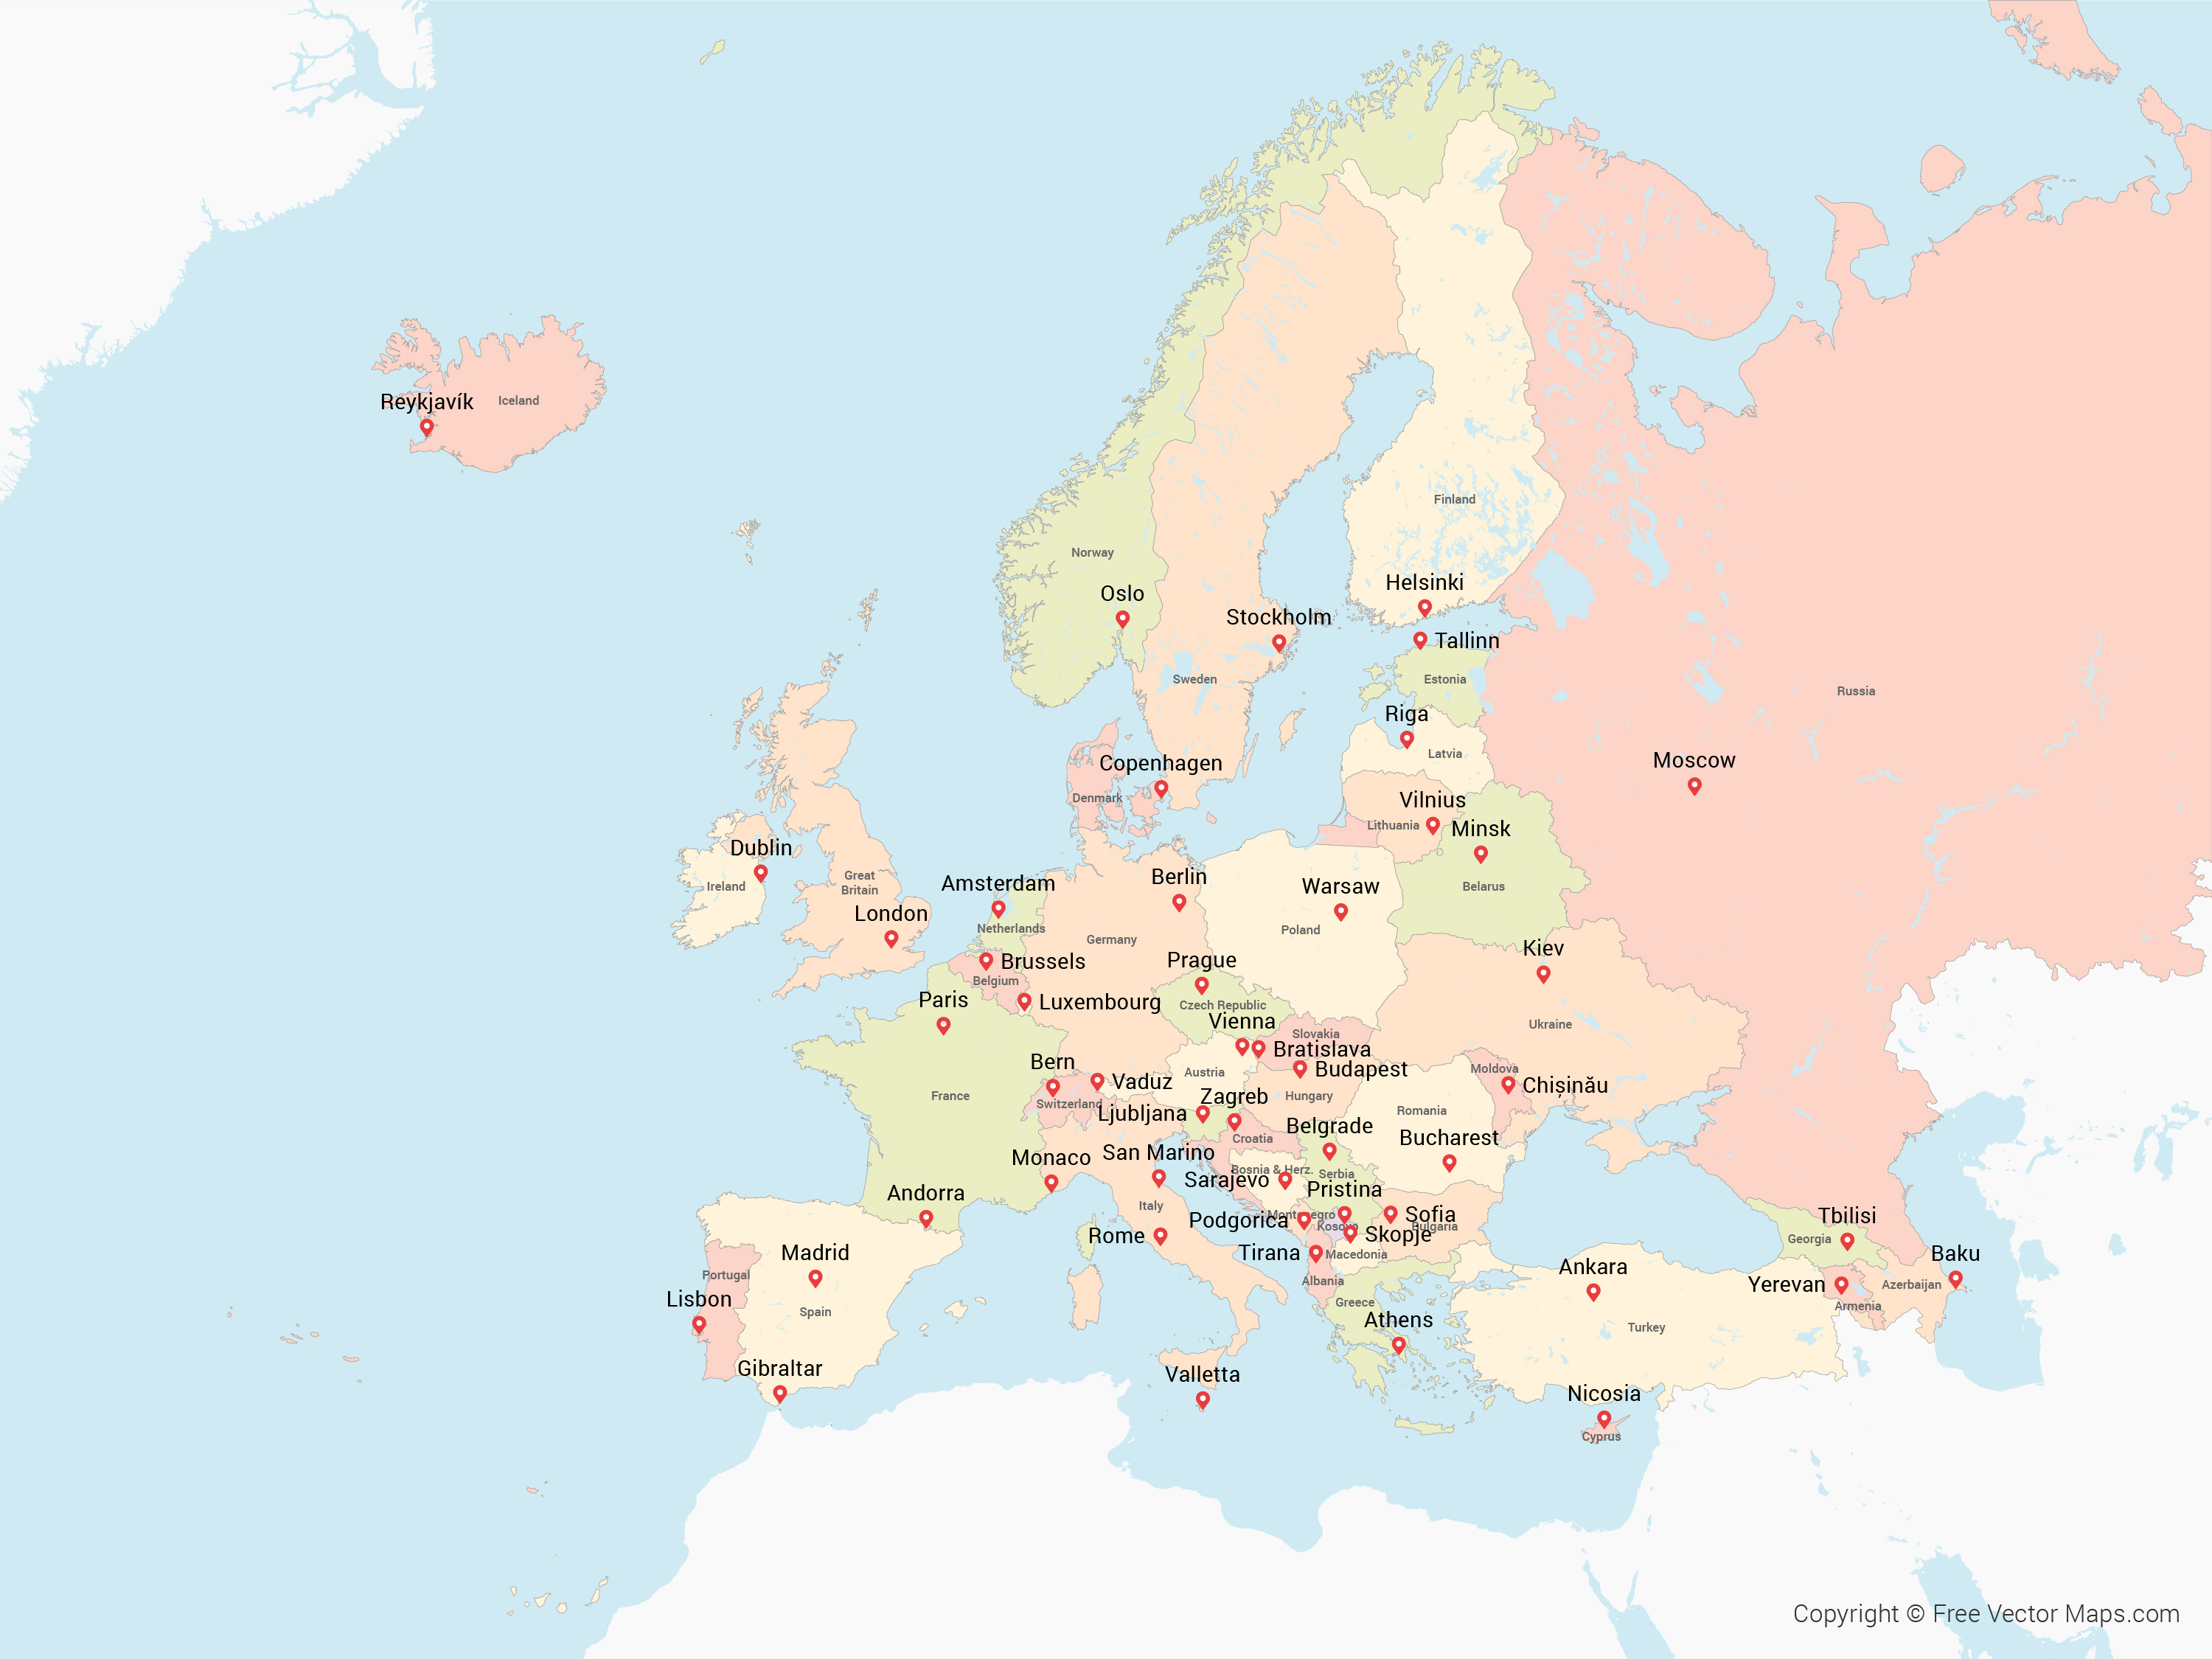 Reykjavík
Iceland
Finland
Norway
Helsinki
Oslo
Stockholm
Tallinn
Sweden
Estonia
Russia
Riga
Latvia
Moscow
Copenhagen
Denmark
Vilnius
Lithuania
Minsk
Dublin
Ireland
Great
Britain
London
Amsterdam
Netherlands
Berlin
Germany
Warsaw
Poland
Belarus
Kiev
Ukraine
Brussels
Belgium
Prague
Czech Republic
Paris
Luxembourg
Vienna
Slovakia
Bratislava
Budapest
Bern
Vaduz
Austria
Moldova
Chișinău
France
Switzerland
Ljubljana
Zagreb
Hungary
Romania
Croatia
Belgrade
Bucharest
Monaco
San Marino
Bosnia & Herz.
Serbia
Sarajevo
Pristina
Andorra
Italy
Podgorica
Montenegro
Kosovo
Sofia
Bulgaria
Skopje
Rome
Tirana
Macedonia
Albania
Tbilisi
Georgia
Baku
Madrid
Portugal
Lisbon
Spain
Greece
Athens
Ankara
Turkey
Yerevan
Armenia
Azerbaijan
Gibraltar
Valletta
Nicosia
Cyprus
Copyright © Free Vector Maps.com